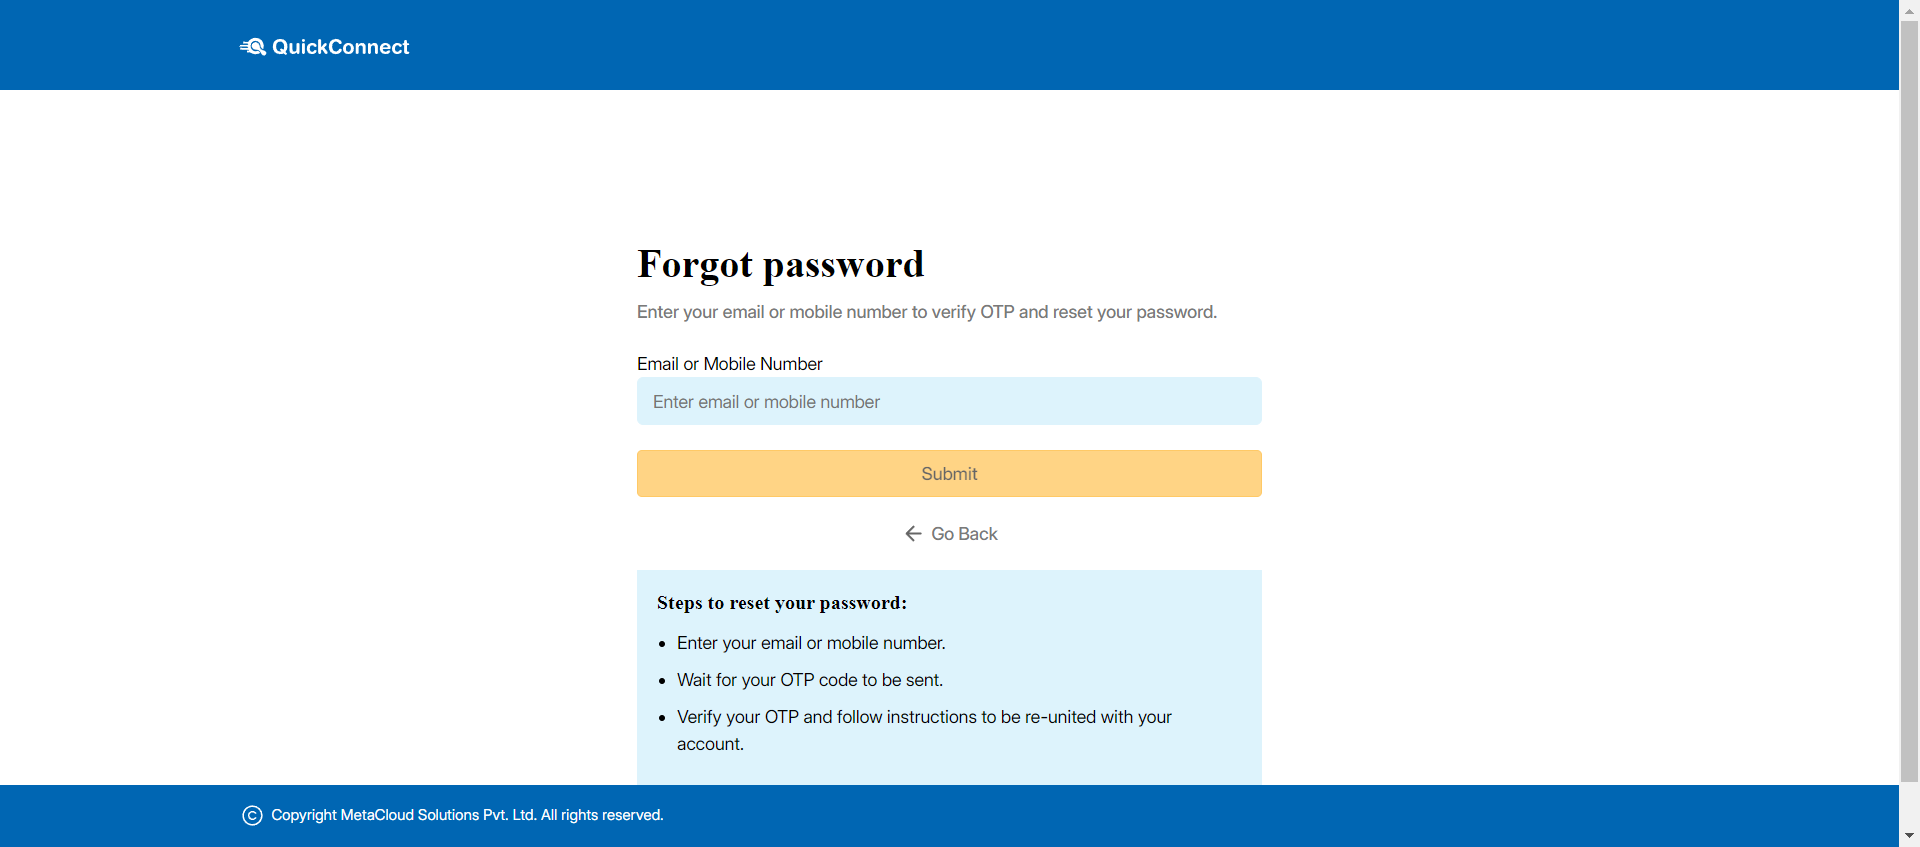 QuickConnect
Forgot password
Enter your email or mobile number to verify OTP and reset your password.
Email or Mobile Number
Enter email or mobile number
Submit
Go Back
Steps to reset your password:
Enter your email or mobile number.
Wait for your OTP code to be sent.
Verify your OTP and follow instructions to be re-united with your
account.
© Copyright MetaCloud Solutions Pvt. Ltd. All rights reserved.